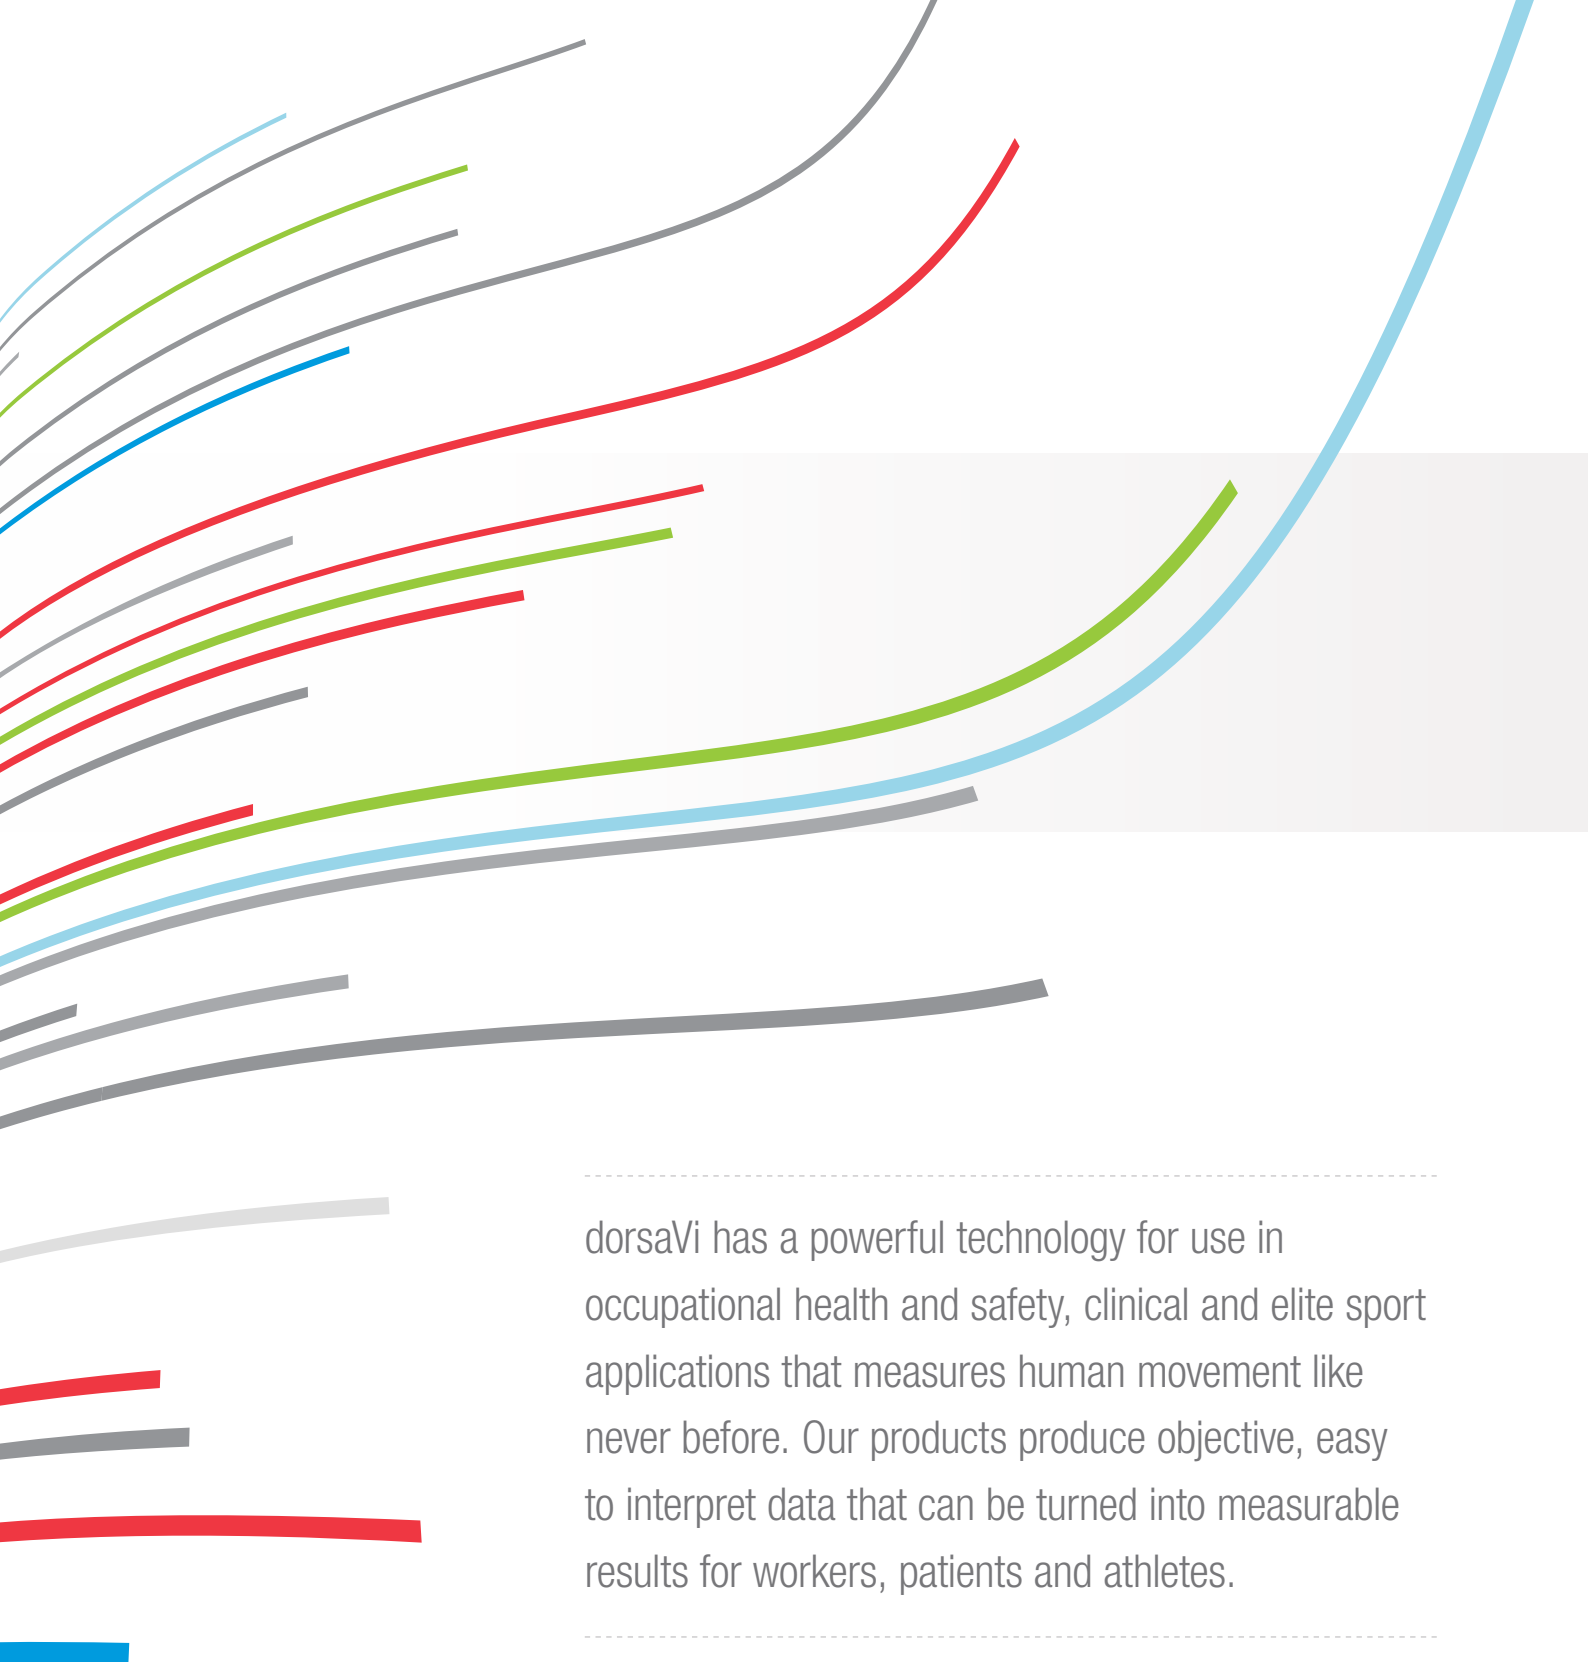 dorsaVi has a powerful technology for use in
occupational health and safety, clinical and elite sport
applications that measures human movement like
never before. Our products produce objective, easy
to interpret data that can be turned into measurable
results for workers, patients and athletes.